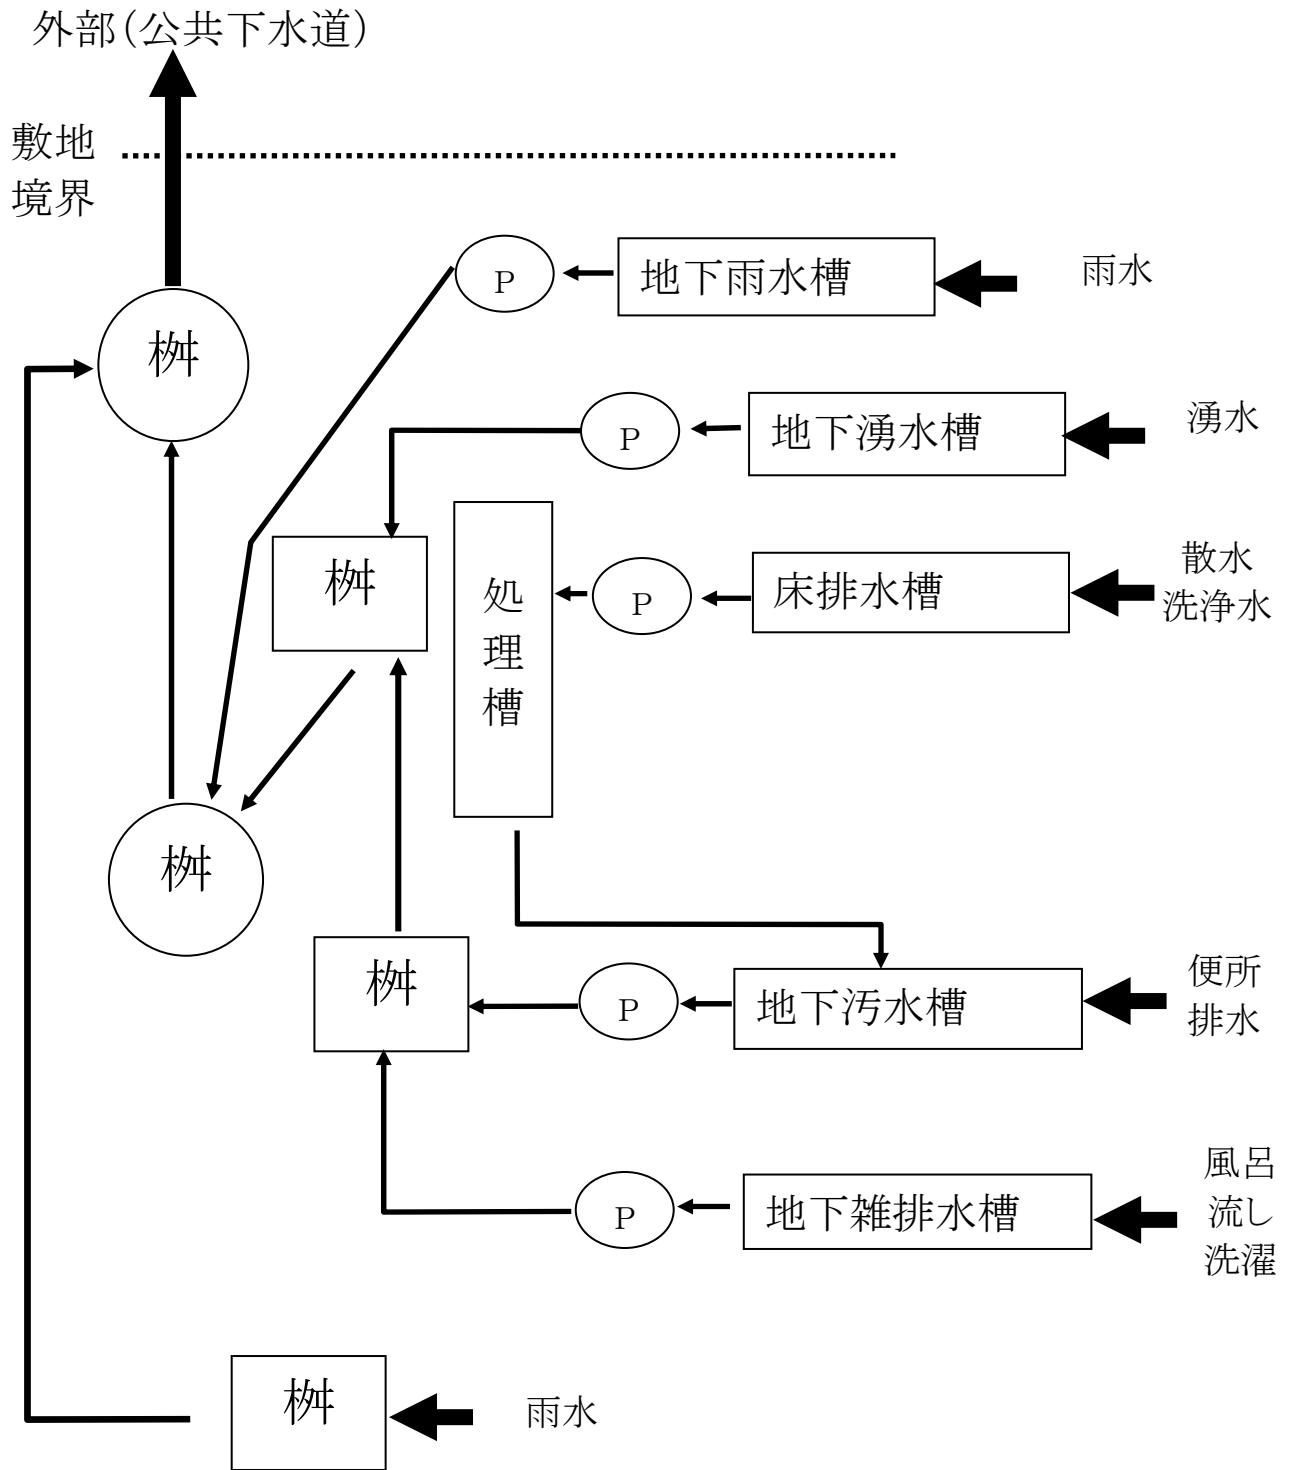 外部(公共下水道)
敷地
境界
P
地下雨水槽
雨水
桝
P
地下湧水槽
湧水
桝
処
理
槽
P
床排水槽
散水
洗浄水
桝
桝
P
地下汚水槽
便所
排水
P
地下雑排水槽
風呂
流し
洗濯
桝
雨水